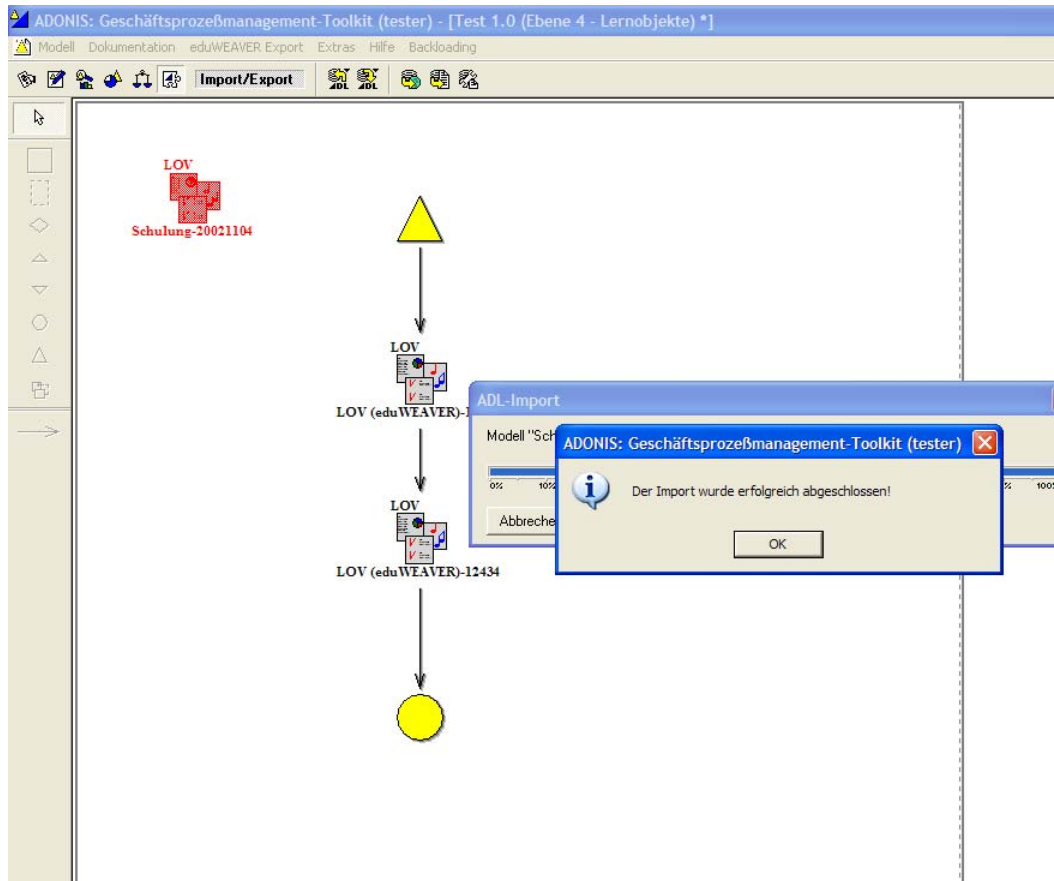 ADONIS: Geschäftsprozeßmanagement-Toolkit (tester) - [Test 1.0 (Ebene 4 - Lernobjekte) *]
Modell Dokumentation eduWEAVER Export Extras Hilfe Backloading
Import/Export ADL ADL
LOV
Schulung-20021104
LOV
LOV (eduWEAVER)-1
ADL-Import
Modell "Sch
ADONIS: Geschäftsprozeßmanagement-Toolkit (tester)
0% 10% % 100%
Der Import wurde erfolgreich abgeschlossen!
Abbreche
OK
LOV
LOV (eduWEAVER)-12434